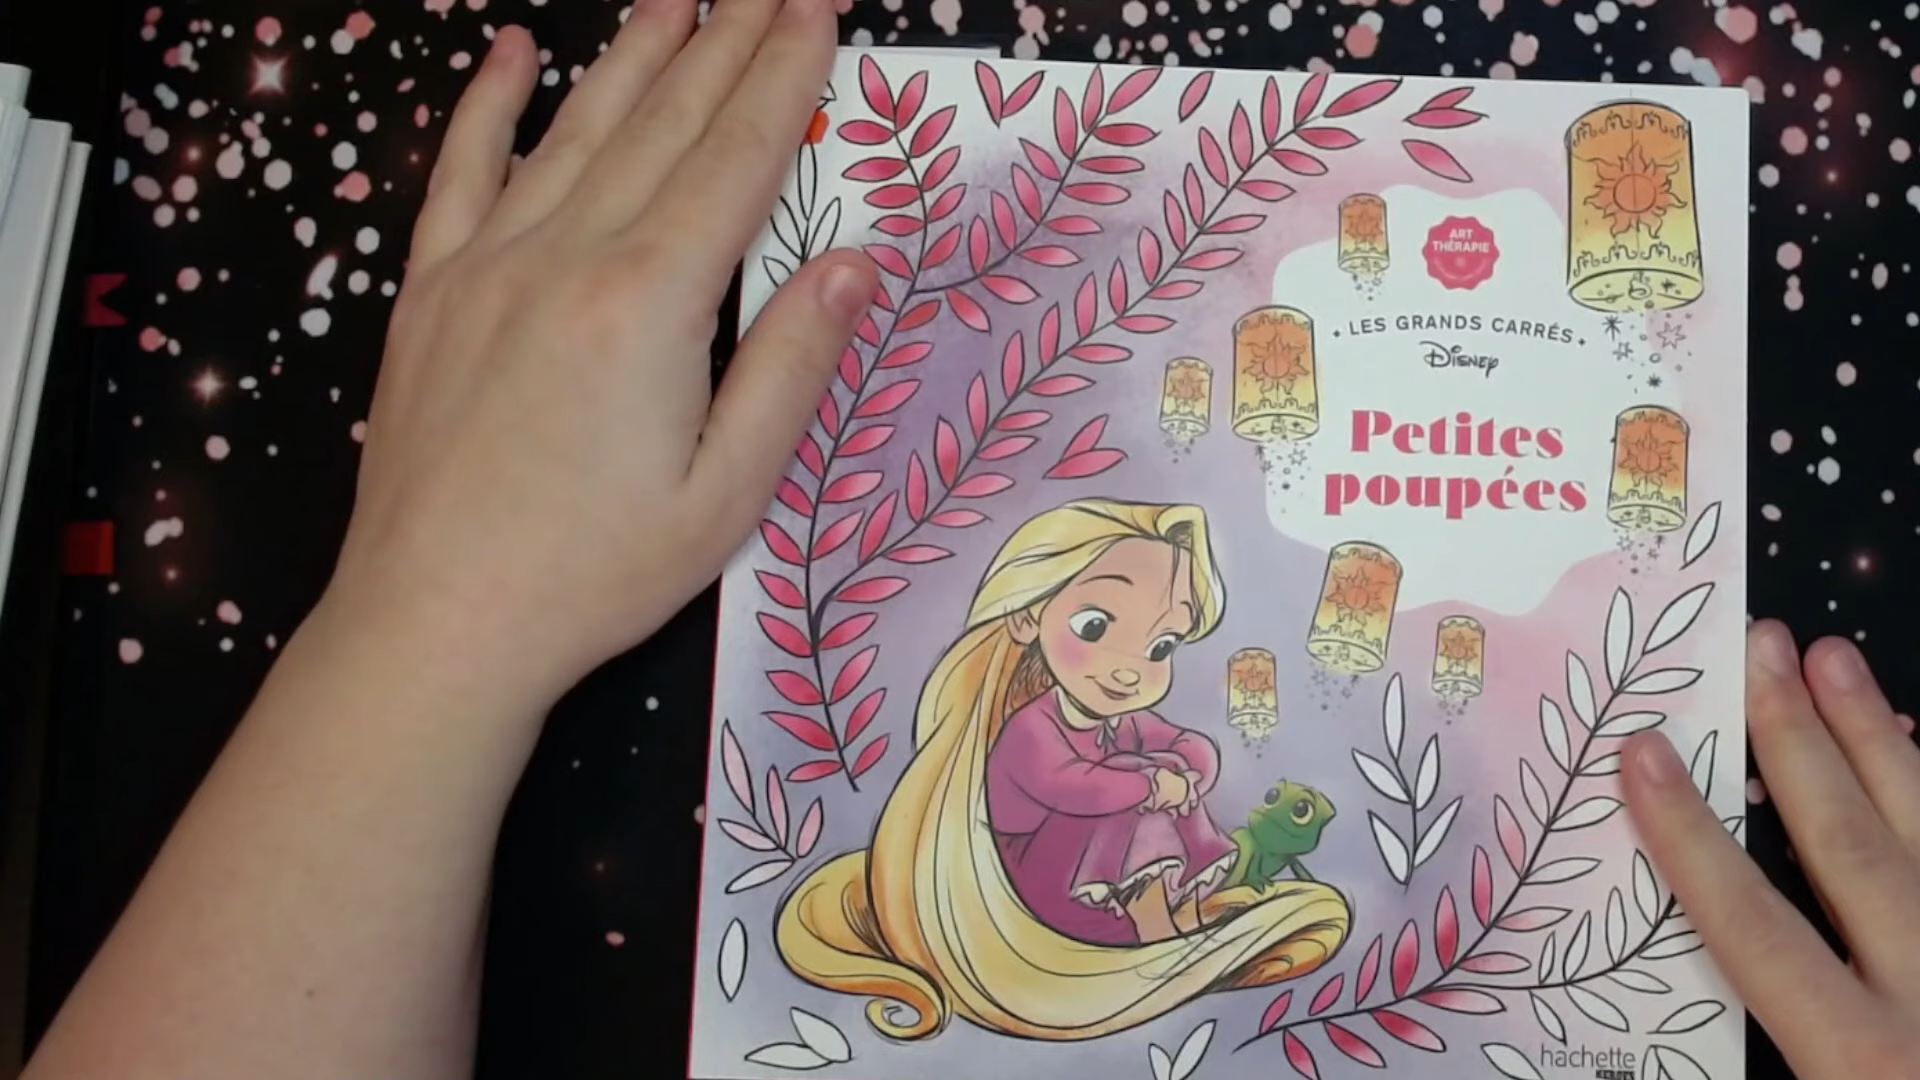 ART
THÉRAPIE
• LES GRANDS CARRÉS •
Disney
Petites
poupées
hachette